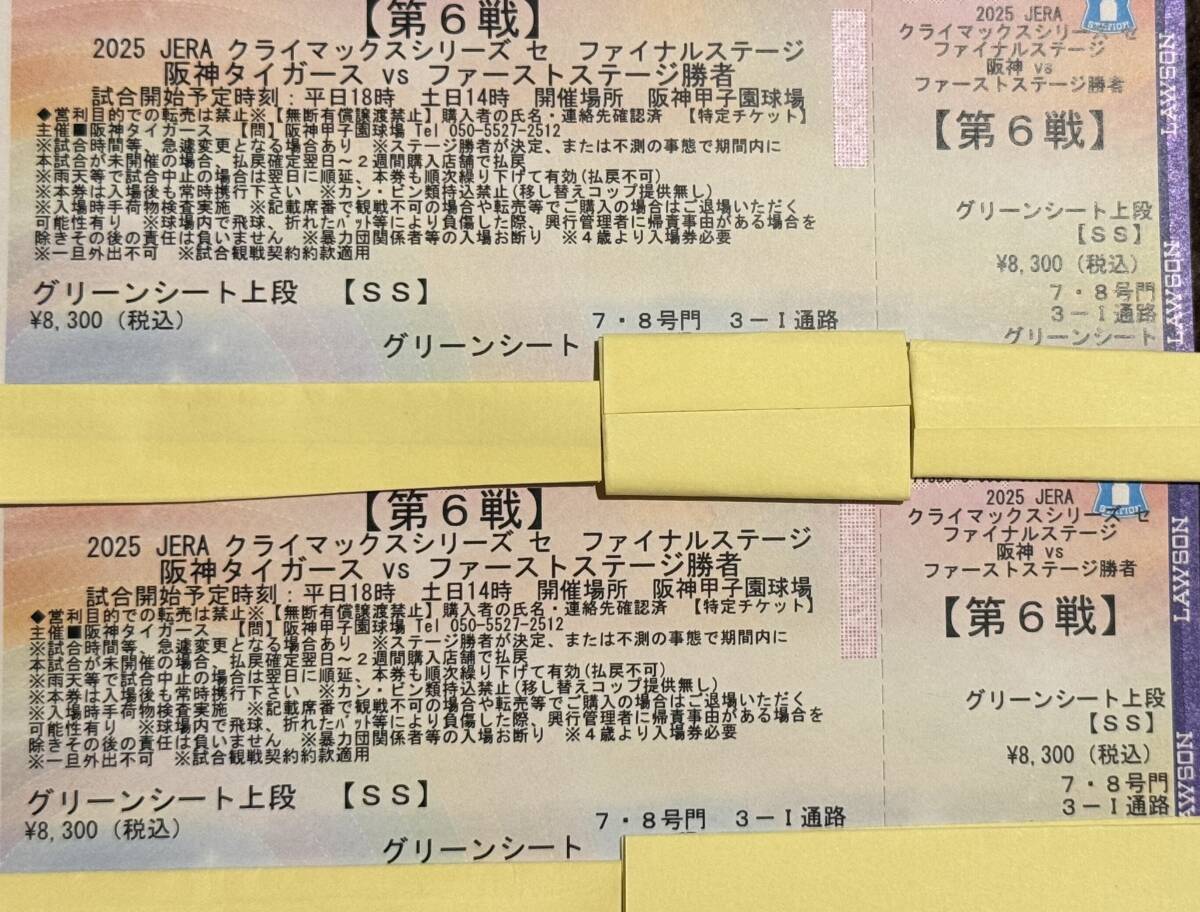 【第６戦】
2025 JERA クライマックスシリーズ セ　ファイナルステージ
阪神タイガース vs ファーストステージ勝者
試合開始予定時刻：平日18時　土日14時　開催場所　阪神甲子園球場
◆営利目的での転売は禁止※【無断有償譲渡禁止】購入者の氏名・連絡先確認済　【特定チケット】
主催■阪神タイガース　【問】阪神甲子園球場 Tel 050-5527-2512
※試合時間等、急遽変更となる場合あり　※ステージ勝者が決定、または不測の事態で期間内に
本試合が未開催の場合、払戻確定翌日～２週間購入店舗で払戻
※雨天等で試合中止の場合は翌日に順延、本券も順次繰り下げて有効(払戻不可)
※本券は入場後も常時携行下さい　※カン・ビン類持込禁止(移し替えコップ提供無し)
※入場時手荷物検査実施　※記載席番で観戦不可の場合や転売等でご購入の場合はご退場いただく
可能性有り　※球場内で飛球、折れたﾊﾞｯﾄ等により負傷した際、興行管理者に帰責事由がある場合を
除きその後の責任は負いません　※暴力団関係者等の入場お断り　※４歳より入場券必要
※一旦外出不可　※試合観戦契約約款適用
グリーンシート上段　【ＳＳ】
¥8,300（税込）
７・８号門　３－Ｉ通路
グリーンシート
2025 JERA
クライマックスシリーズ セ
ファイナルステージ
阪神 vs
ファーストステージ勝者
【第６戦】
グリーンシート上段
【ＳＳ】
¥8,300（税込）
７・８号門
３－Ｉ通路
グリーンシート
STATION
LAWSON
LAWSON
【第６戦】
2025 JERA クライマックスシリーズ セ　ファイナルステージ
阪神タイガース vs ファーストステージ勝者
試合開始予定時刻：平日18時　土日14時　開催場所　阪神甲子園球場
◆営利目的での転売は禁止※【無断有償譲渡禁止】購入者の氏名・連絡先確認済　【特定チケット】
主催■阪神タイガース　【問】阪神甲子園球場 Tel 050-5527-2512
※試合時間等、急遽変更となる場合あり　※ステージ勝者が決定、または不測の事態で期間内に
本試合が未開催の場合、払戻確定翌日～２週間購入店舗で払戻
※雨天等で試合中止の場合は翌日に順延、本券も順次繰り下げて有効(払戻不可)
※本券は入場後も常時携行下さい　※カン・ビン類持込禁止(移し替えコップ提供無し)
※入場時手荷物検査実施　※記載席番で観戦不可の場合や転売等でご購入の場合はご退場いただく
可能性有り　※球場内で飛球、折れたﾊﾞｯﾄ等により負傷した際、興行管理者に帰責事由がある場合を
除きその後の責任は負いません　※暴力団関係者等の入場お断り　※４歳より入場券必要
※一旦外出不可　※試合観戦契約約款適用
グリーンシート上段　【ＳＳ】
¥8,300（税込）
７・８号門　３－Ｉ通路
グリーンシート
2025 JERA
クライマックスシリーズ セ
ファイナルステージ
阪神 vs
ファーストステージ勝者
【第６戦】
グリーンシート上段
【ＳＳ】
¥8,300（税込）
７・８号門
３－Ｉ通路
STATION
LAWSON
LAWSON